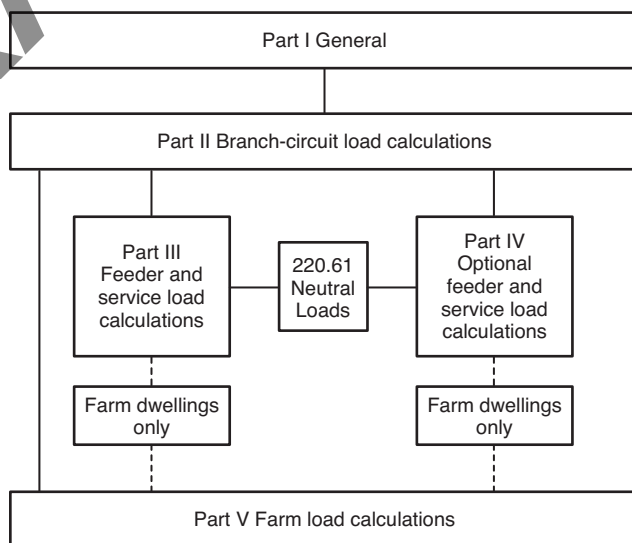 Part I General
Part II Branch-circuit load calculations
Part III
Feeder and
service load
calculations
220.61
Neutral
Loads
Part IV
Optional
feeder and
service load
calculations
Farm dwellings
only
Farm dwellings
only
Part V Farm load calculations